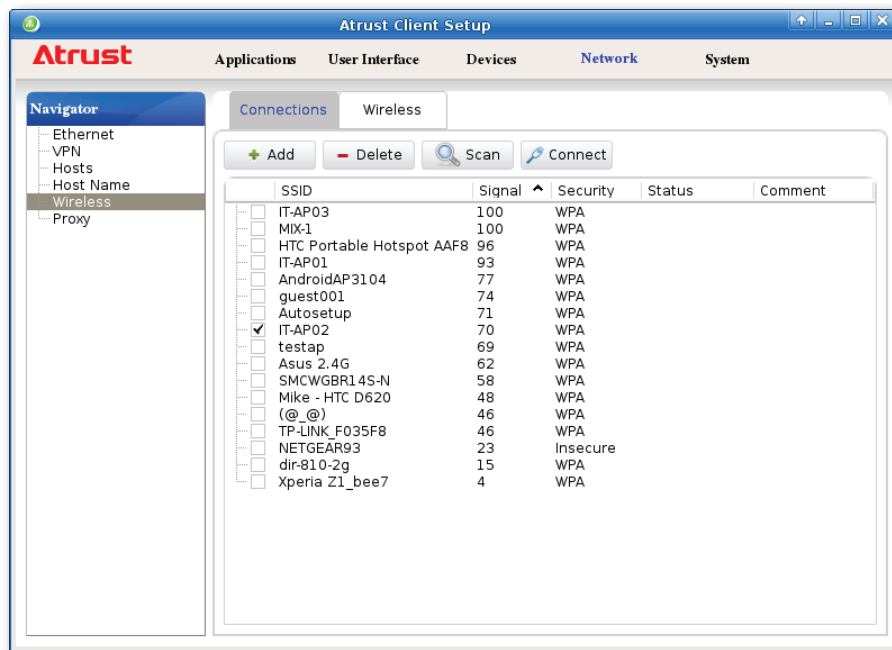 Atrust Client Setup
Atrust Applications User Interface Devices Network System
Navigator
Ethernet
VPN
Hosts
Host Name
Wireless
Proxy
Connections Wireless
Add Delete Scan Connect
SSID Signal Security Status Comment
IT-AP03 100 WPA
MIX-1 100 WPA
HTC Portable Hotspot AAF8 96 WPA
IT-AP01 93 WPA
AndroidAP3104 77 WPA
guest001 74 WPA
Autosetup 71 WPA
IT-AP02 70 WPA
testap 69 WPA
Asus 2.4G 62 WPA
SMCWGBR14S-N 58 WPA
Mike - HTC D620 48 WPA
(@_@) 46 WPA
TP-LINK_F035F8 46 WPA
NETGEAR93 23 Insecure
dir-810-2g 15 WPA
Xperia Z1_bee7 4 WPA